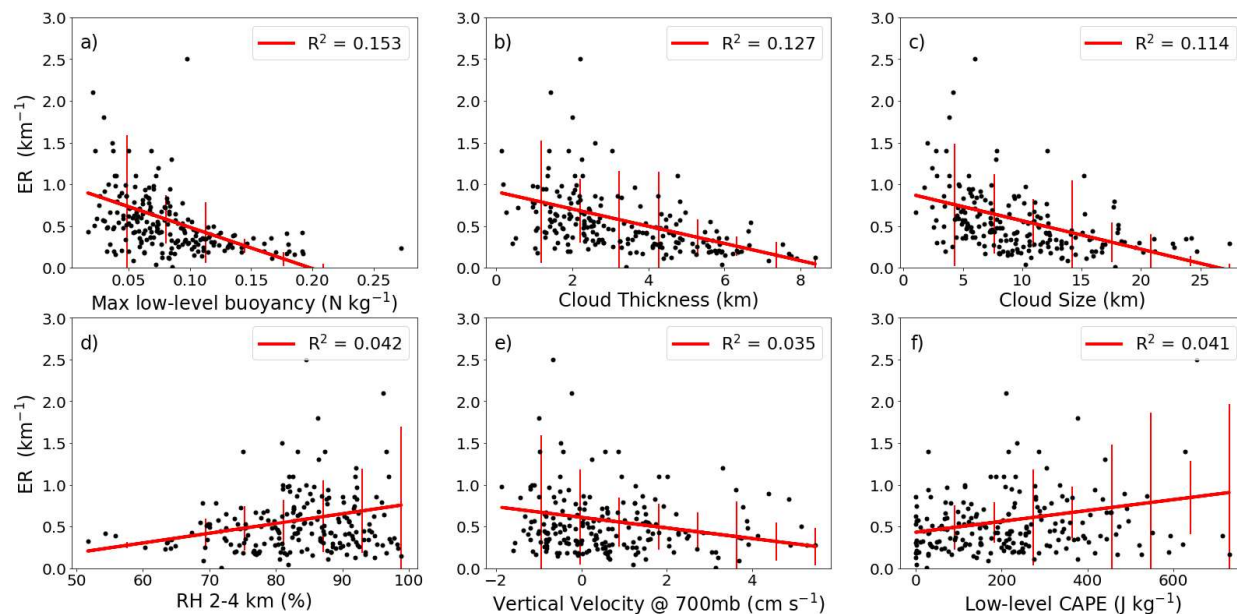 a) R² = 0.153
3.0
2.5
2.0
1.5
1.0
0.5
0.0
ER (km⁻¹)
0.05 0.10 0.15 0.20 0.25
Max low-level buoyancy (N kg⁻¹)
b) R² = 0.127
3.0
2.5
2.0
1.5
1.0
0.5
0.0
0 2 4 6 8
Cloud Thickness (km)
c) R² = 0.114
3.0
2.5
2.0
1.5
1.0
0.5
0.0
0 5 10 15 20 25
Cloud Size (km)
d) R² = 0.042
3.0
2.5
2.0
1.5
1.0
0.5
0.0
ER (km⁻¹)
50 60 70 80 90 100
RH 2-4 km (%)
e) R² = 0.035
3.0
2.5
2.0
1.5
1.0
0.5
0.0
−2 0 2 4 6
Vertical Velocity @ 700mb (cm s⁻¹)
f) R² = 0.041
3.0
2.5
2.0
1.5
1.0
0.5
0.0
0 200 400 600
Low-level CAPE (J kg⁻¹)